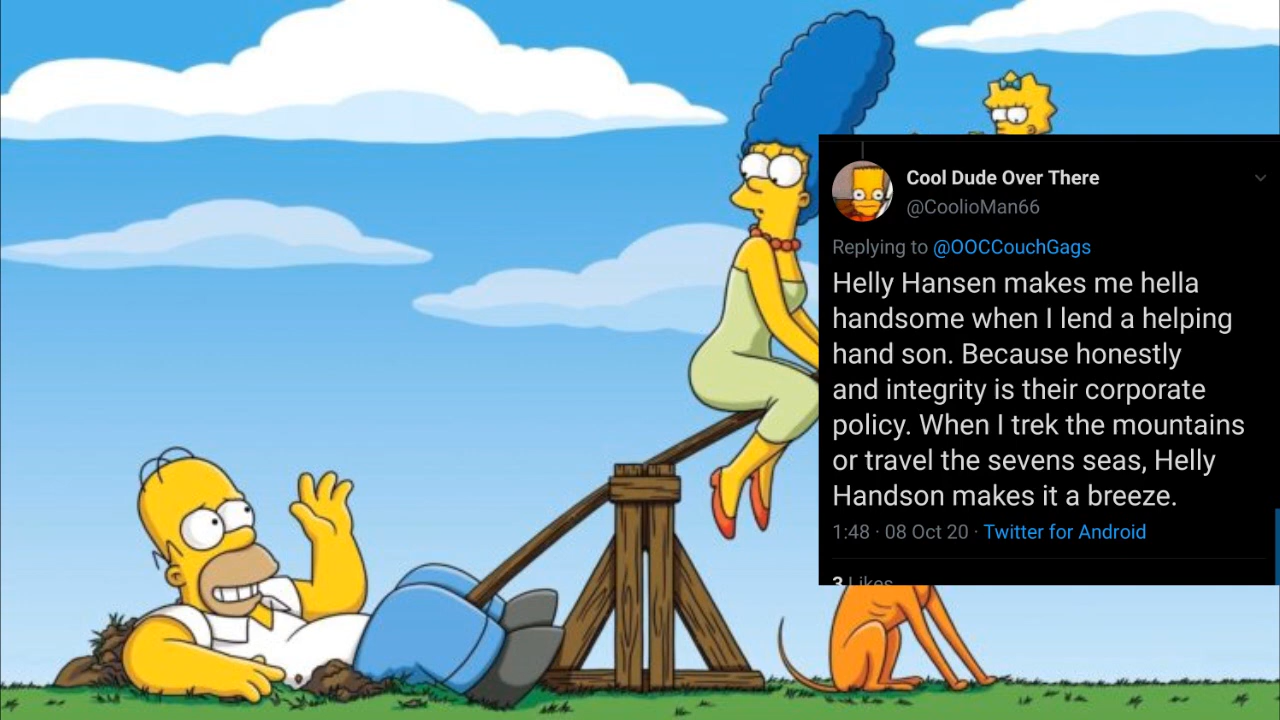 Cool Dude Over There
@CoolioMan66
Replying to @OOCCouchGags
Helly Hansen makes me hella
handsome when I lend a helping
hand son. Because honestly
and integrity is their corporate
policy. When I trek the mountains
or travel the sevens seas, Helly
Handson makes it a breeze.
1:48 · 08 Oct 20 · Twitter for Android
3 Likes